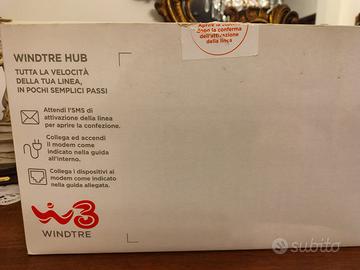 Aprire la confezione
solo con la conferma
dell'attivazione
della linea
WINDTRE HUB
TUTTA LA VELOCITÀ
DELLA TUA LINEA,
IN POCHI SEMPLICI PASSI
Attendi l'SMS di
attivazione della linea
per aprire la confezione.
Collega ed accendi
il modem come
indicato nella guida
all'interno.
Collega i dispositivi al
modem come indicato
nella guida allegata.
W3
WINDTRE
subito